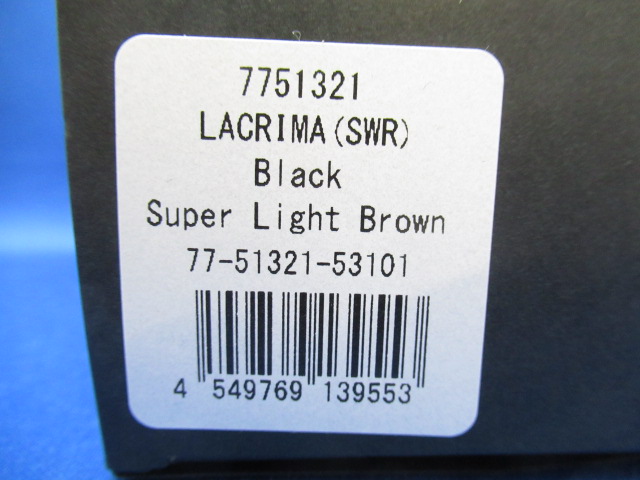 7751321
LACRIMA(SWR)
Black
Super Light Brown
77-51321-53101
4 549769 139553